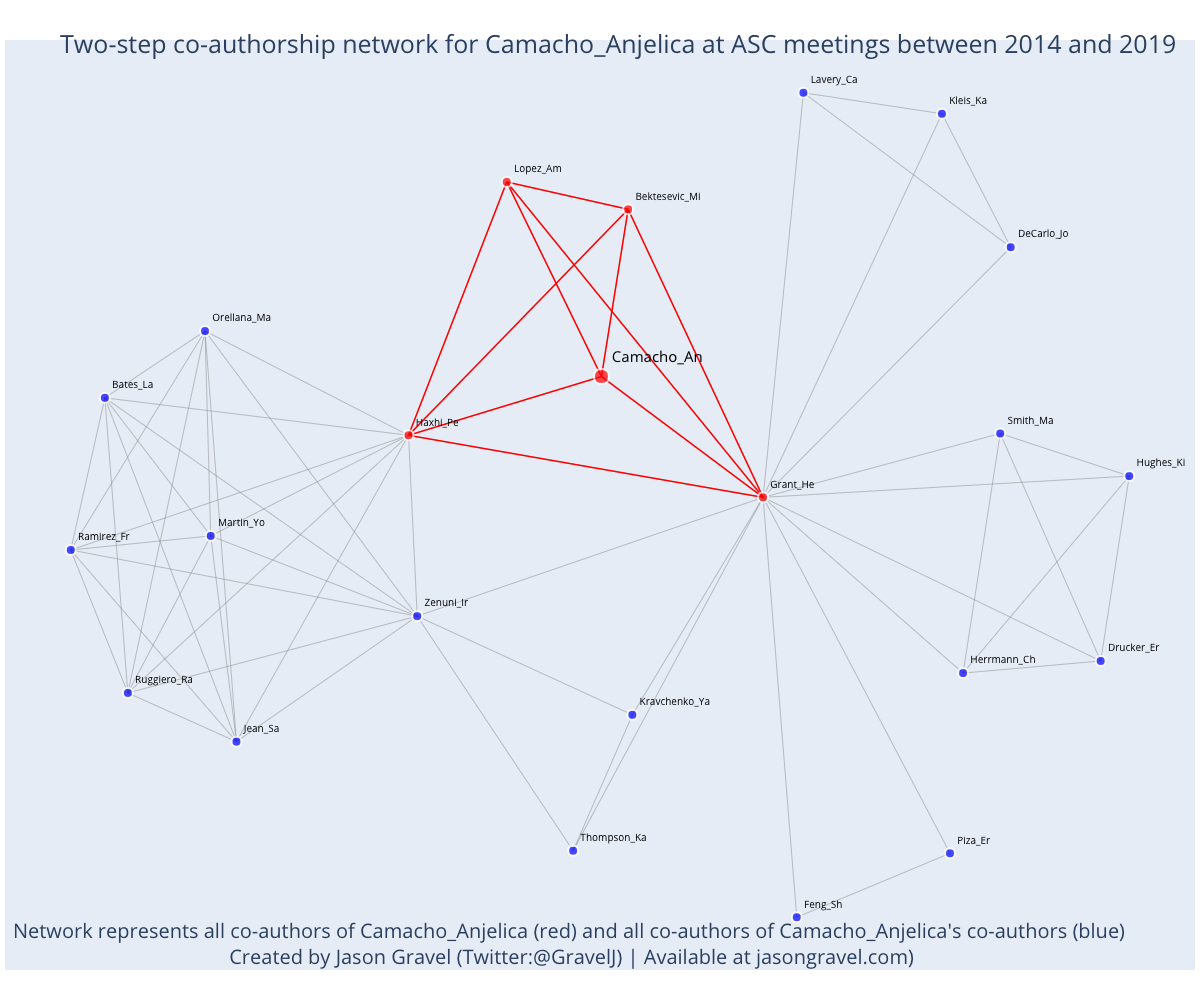 Two-step co-authorship network for Camacho_Anjelica at ASC meetings between 2014 and 2019
Lavery_Ca
Kleis_Ka
Lopez_Am
Bektesevic_Mi
DeCarlo_Jo
Orellana_Ma
Camacho_An
Bates_La
Haxhi_Pe
Smith_Ma
Hughes_Ki
Grant_He
Martin_Yo
Ramirez_Fr
Zenuni_Ir
Drucker_Er
Herrmann_Ch
Ruggiero_Ra
Kravchenko_Ya
Jean_Sa
Thompson_Ka
Piza_Er
Feng_Sh
Network represents all co-authors of Camacho_Anjelica (red) and all co-authors of Camacho_Anjelica's co-authors (blue)
Created by Jason Gravel (Twitter:@GravelJ) | Available at jasongravel.com)